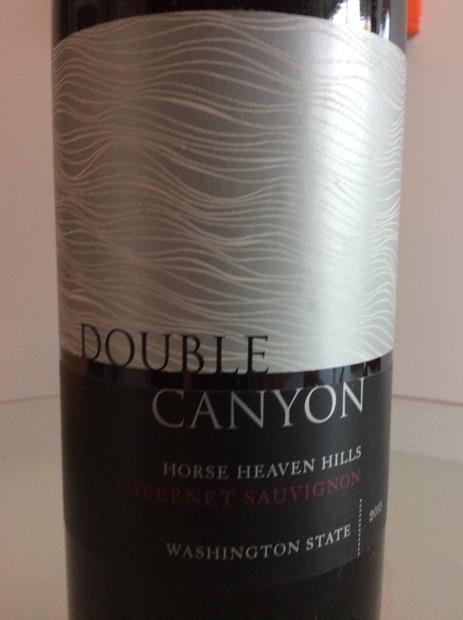 DOUBLE
CANYON
HORSE HEAVEN HILLS
CABERNET SAUVIGNON
WASHINGTON STATE